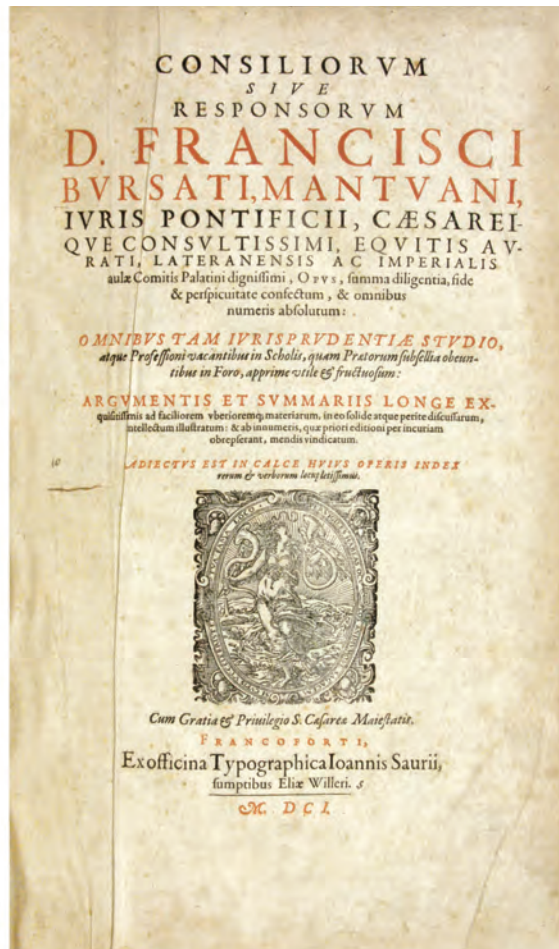 CONSILIORVM
SIVE
RESPONSORVM
D. FRANCISCI
BVRSATI, MANTVANI,
IVRIS PONTIFICII, CÆSAREI-
QVE CONSVLTISSIMI, EQVITIS AV-
RATI, LATERANENSIS AC IMPERIALIS
aulæ Comitis Palatini digniſſimi, OPVS, ſumma diligentia, fide
& perſpicuitate confectum, & omnibus
numeris abſolutum:
OMNIBVS TAM IVRISPRVDENTIÆ STVDIO,
atque Profeſſioni vacantibus in Scholis, quam Prætorum ſubſellia obeun-
tibus in Foro, apprime vtile & fructuoſum:
ARGVMENTIS ET SVMMARIIS LONGE EX-
quiſitiſſimis ad faciliorem vberioremq; materiarum, in eo ſolide atque perite diſcuſſarum,
intellectum illuſtratum: & ab innumeris, quæ priori editioni per incuriam
obrepſerant, mendis vindicatum.
ADIECTVS EST IN CALCE HVIVS OPERIS INDEX
rerum & verborum locupletiſſimus.
Cum Gratia & Priuilegio S. Cæſareæ Maieſtatis.
FRANCOFORTI,
Ex officina Typographica Ioannis Saurii,
ſumptibus Eliæ Willeri.
M. DCI.